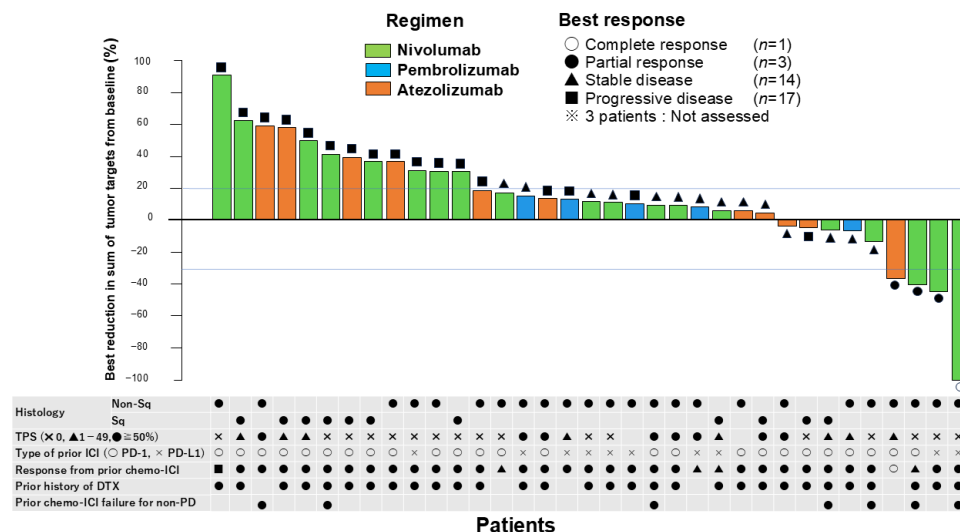 Regimen
Nivolumab
Pembrolizumab
Atezolizumab
Best response
○ Complete response (n=1)
● Partial response (n=3)
▲ Stable disease (n=14)
■ Progressive disease (n=17)
※ 3 patients : Not assessed
Best reduction in sum of tumor targets from baseline (%)
100
80
60
40
20
0
−20
−40
−60
−80
−100
Histology
Non-Sq
Sq
TPS (×0, ▲1−49, ●≧50%)
Type of prior ICI (○ PD-1, × PD-L1)
Response from prior chemo-ICI
Prior history of DTX
Prior chemo-ICI failure for non-PD
Patients